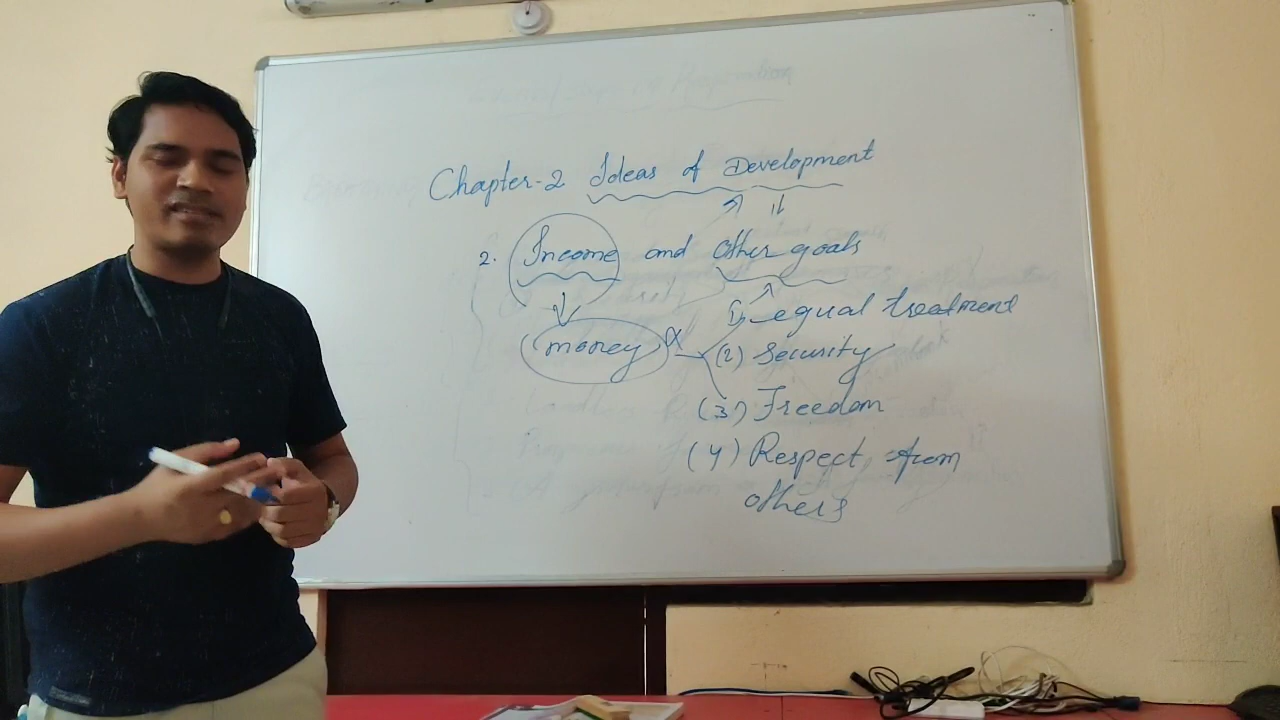 Chapter-2 Ideas of Development
2. Income and other goals
1) equal treatment
money
(2) Security
(3) Freedom
(4) Respect from
others